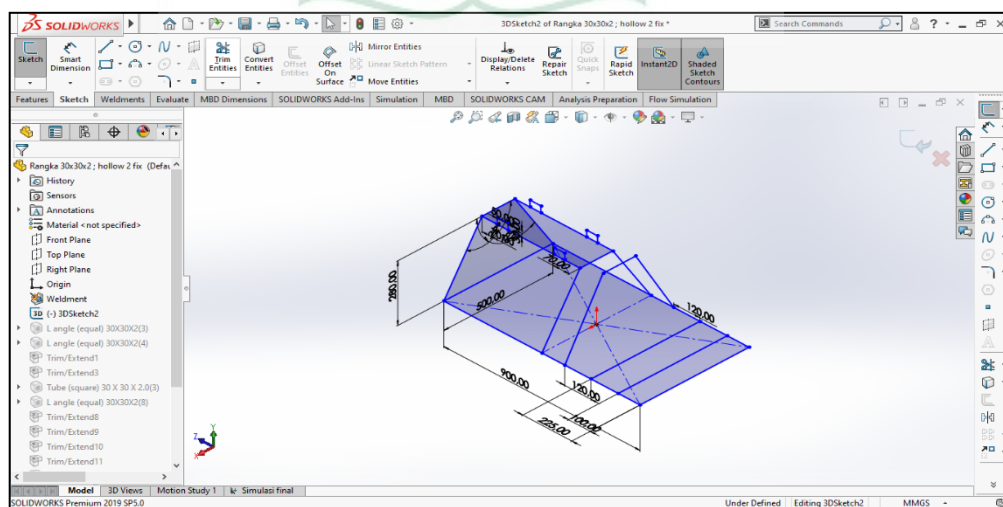 SOLIDWORKS
3DSketch2 of Rangka 30x30x2 ; hollow 2 fix *
Search Commands
Sketch
Smart Dimension
Trim Entities
Convert Entities
Offset Entities
Offset On Surface
Mirror Entities
Linear Sketch Pattern
Move Entities
Display/Delete Relations
Repair Sketch
Quick Snaps
Rapid Sketch
Instant2D
Shaded Sketch Contours
Features Sketch Weldments Evaluate MBD Dimensions SOLIDWORKS Add-Ins Simulation MBD SOLIDWORKS CAM Analysis Preparation Flow Simulation
Rangka 30x30x2 ; hollow 2 fix (Defau
History
Sensors
Annotations
Material <not specified>
Front Plane
Top Plane
Right Plane
Origin
Weldment
3D (-) 3DSketch2
L angle (equal) 30X30X2(3)
L angle (equal) 30X30X2(4)
Trim/Extend1
Trim/Extend3
Tube (square) 30 X 30 X 2.0(3)
L angle (equal) 30X30X2(8)
Trim/Extend8
Trim/Extend9
Trim/Extend10
Trim/Extend11
70.00
280.00
500.00
120.00
900.00
120.00
100.00
225.00
Y
Z
X
Model 3D Views Motion Study 1 Simulasi final
SOLIDWORKS Premium 2019 SP5.0
Under Defined Editing 3DSketch2 MMGS